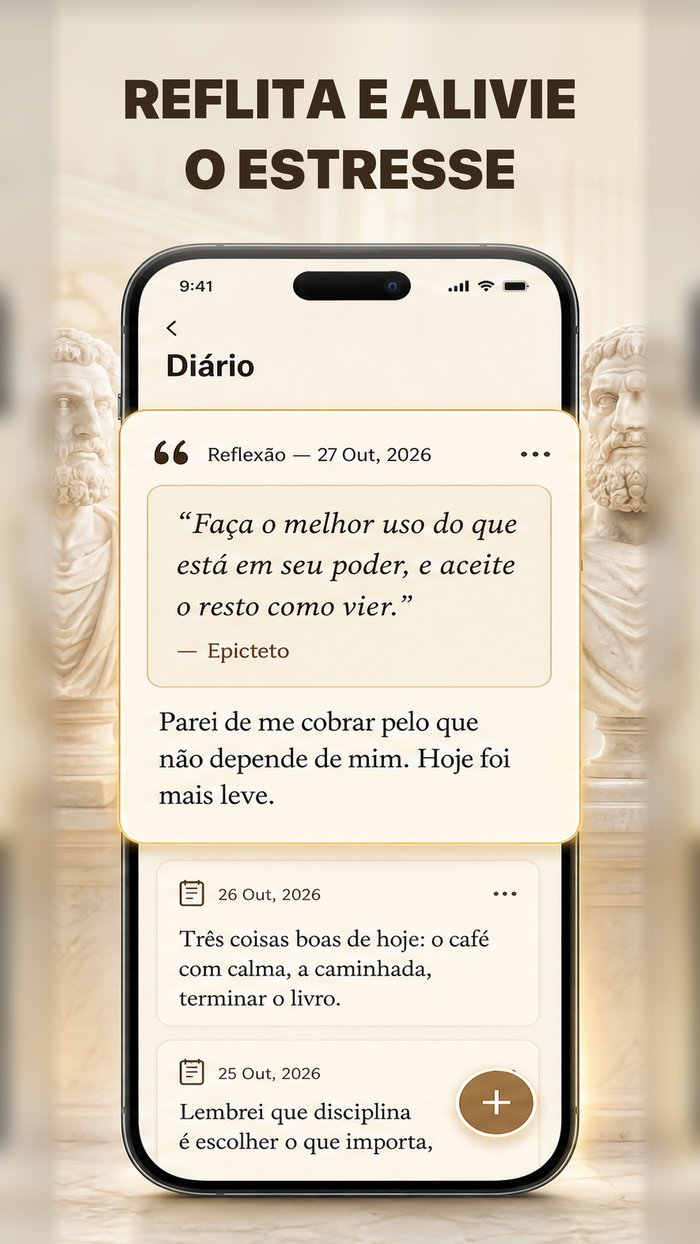 REFLITA E ALIVIE
O ESTRESSE
9:41
Diário
Reflexão — 27 Out, 2026
“Faça o melhor uso do que
está em seu poder, e aceite
o resto como vier.”
— Epicteto
Parei de me cobrar pelo que
não depende de mim. Hoje foi
mais leve.
26 Out, 2026
Três coisas boas de hoje: o café
com calma, a caminhada,
terminar o livro.
25 Out, 2026
Lembrei que disciplina
é escolher o que importa,